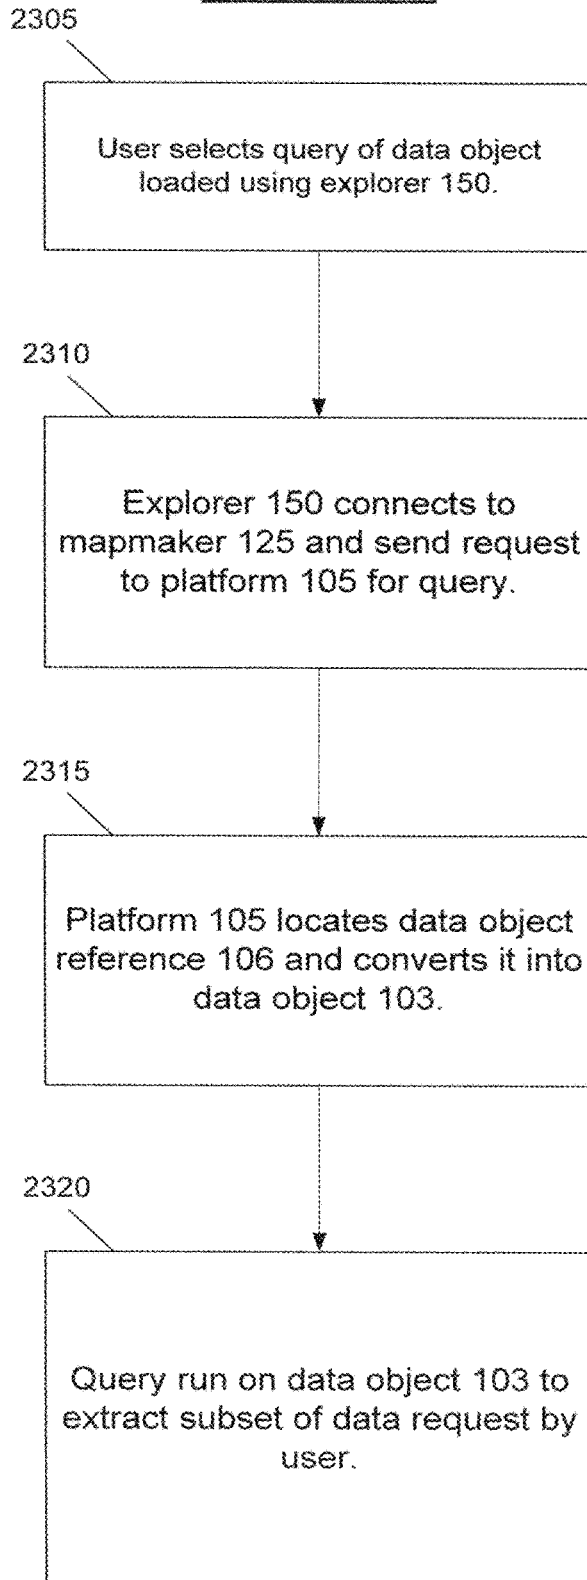 2305
User selects query of data object
loaded using explorer 150.
2310
Explorer 150 connects to
mapmaker 125 and send request
to platform 105 for query.
2315
Platform 105 locates data object
reference 106 and converts it into
data object 103.
2320
Query run on data object 103 to
extract subset of data request by
user.